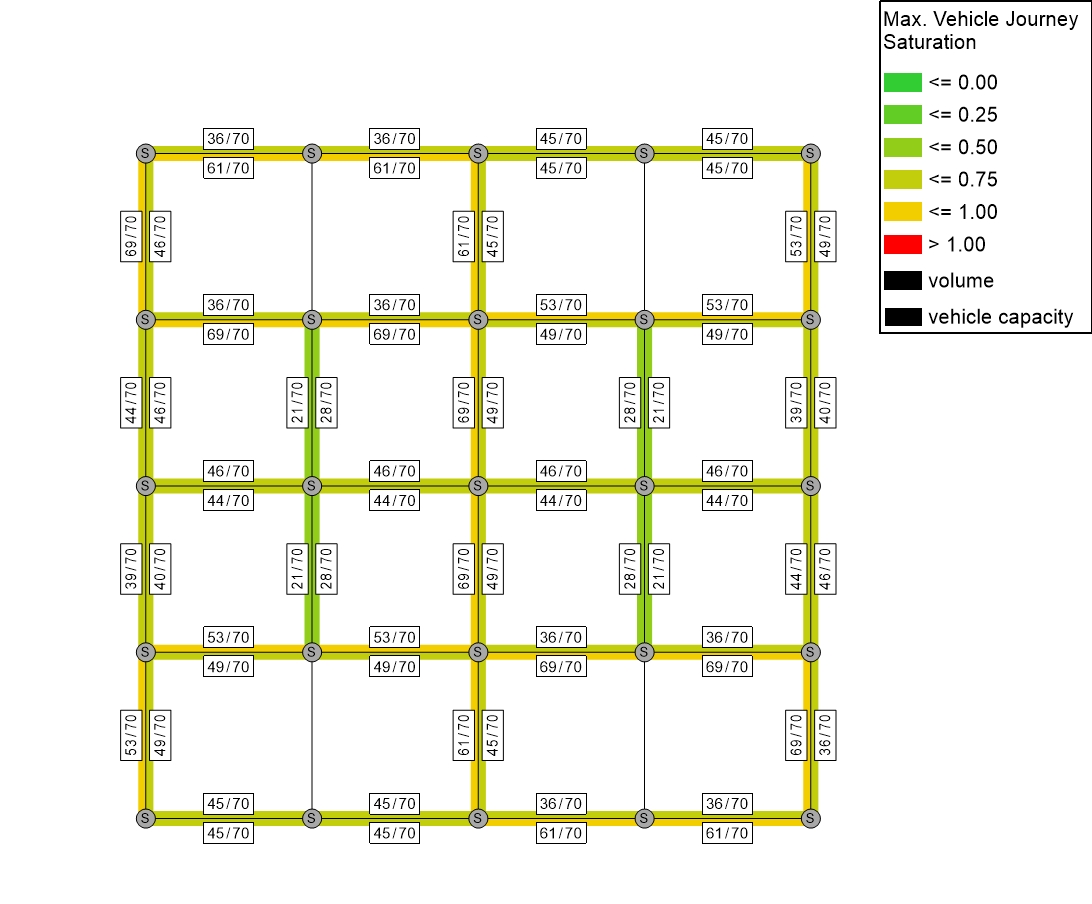 Max. Vehicle Journey
Saturation
<= 0.00
<= 0.25
<= 0.50
<= 0.75
<= 1.00
> 1.00
volume
vehicle capacity
36/70 36/70 45/70 45/70
S S S S S
61/70 61/70 45/70 45/70
69/70 46/70 61/70 45/70 53/70 49/70
36/70 36/70 53/70 53/70
S S S S S
69/70 69/70 49/70 49/70
44/70 46/70 21/70 28/70 69/70 49/70 28/70 21/70 39/70 40/70
46/70 46/70 46/70 46/70
S S S S S
44/70 44/70 44/70 44/70
39/70 40/70 21/70 28/70 69/70 49/70 28/70 21/70 44/70 46/70
53/70 53/70 36/70 36/70
S S S S S
49/70 49/70 69/70 69/70
53/70 49/70 61/70 45/70 69/70 36/70
45/70 45/70 36/70 36/70
S S S S S
45/70 45/70 61/70 61/70